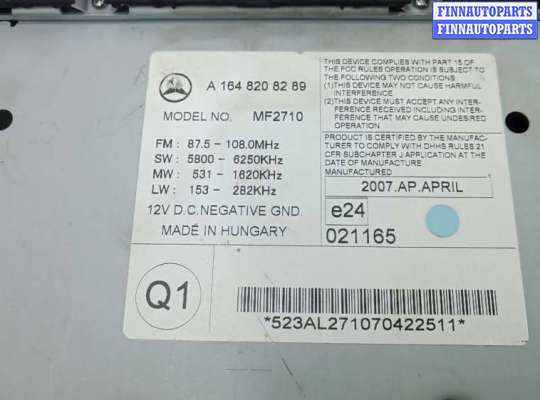 FINNAUTOPARTS
FINNAUTOPARTS
FINNAUTOPARTS
A 164 820 82 89
MODEL NO. MF2710
FM : 87.5 - 108.0MHz
SW : 5800 - 6250KHz
MW : 531 - 1620KHz
LW : 153 - 282KHz
12V D.C.NEGATIVE GND.
MADE IN HUNGARY
THIS DEVICE COMPLIES WITH PART 15 OF
THE FCC RULES OPERATION IS SUBJECT TO
THE FOLLOWING TWO CONDITIONS:
(1)THIS DEVICE MAY NOT CAUSE HARMFUL
INTERFERENCE
(2)THIS DEVICE MUST ACCEPT ANY INTER-
FERENCE RECEIVED INCLUDING INTER-
FERENCE THAT MAY CAUSE UNDESIRED
OPERATION
PRODUCT IS CERTIFIED BY THE MANUFAC-
TURER TO COMPLY WITH DHHS RULES 21
CFR SUBCHAPTER J APPLICATION AT THE
DATE OF MANUFACTURE
2007.AP.APRIL
e24
021165
Q1
*523AL271070422511*